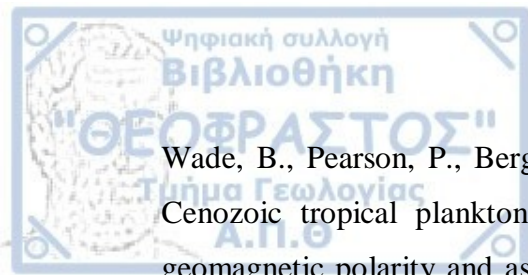 Ψηφιακή συλλογή
Βιβλιοθήκη
"ΘΕΟΦΡΑΣΤΟΣ"
Wade, B., Pearson, P., Berg
Τμήμα Γεωλογίας
Cenozoic tropical plankton
Α.Π.Θ
geomagnetic polarity and as